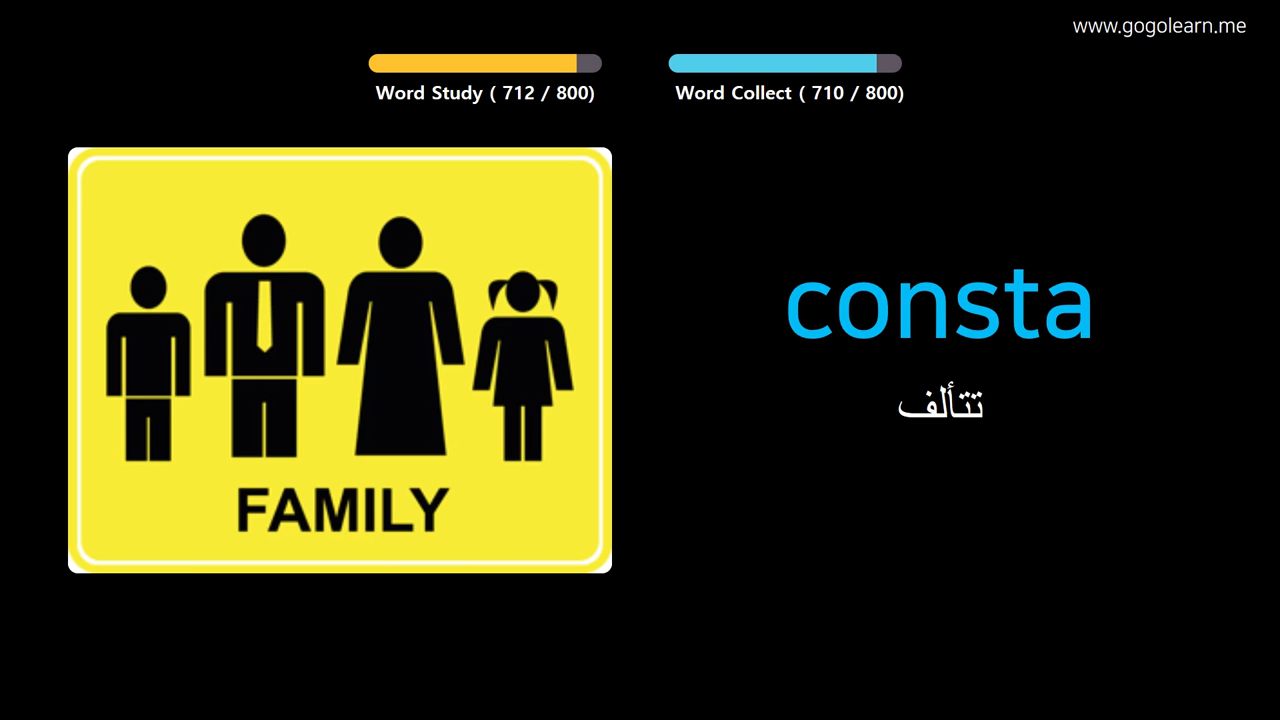 www.gogolearn.me
Word Study ( 712 / 800)
Word Collect ( 710 / 800)
FAMILY
consta
تتألف